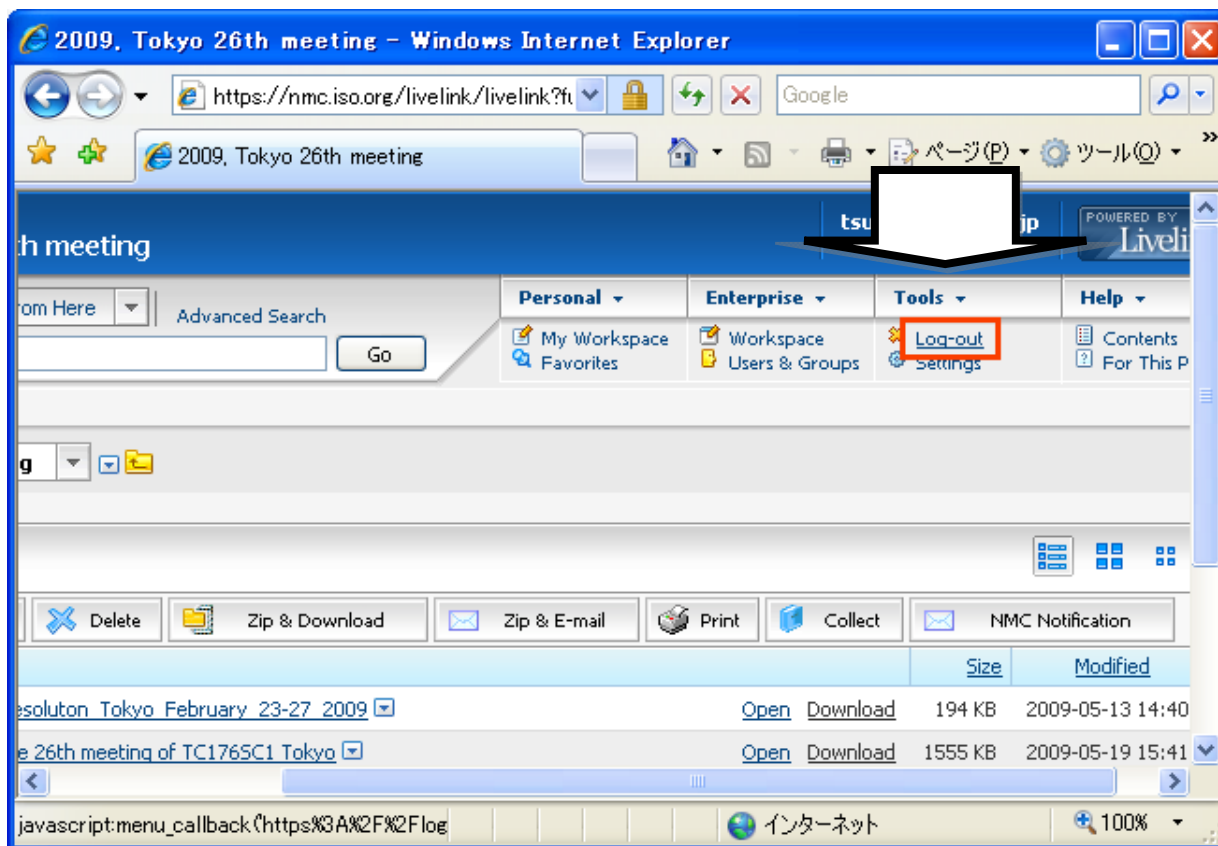 2009, Tokyo 26th meeting - Windows Internet Explorer
https://nmc.iso.org/livelink/livelink?fu
Google
2009, Tokyo 26th meeting
ページ(P)
ツール(O)
»
tsu jp
POWERED BY
Liveli
th meeting
rom Here
Advanced Search
Go
Personal
Enterprise
Tools
Help
My Workspace
Workspace
Log-out
Contents
Favorites
Users & Groups
Settings
For This P
g
Delete
Zip & Download
Zip & E-mail
Print
Collect
NMC Notification
Size
Modified
esoluton Tokyo February 23-27 2009
Open Download 194 KB 2009-05-13 14:40
e 26th meeting of TC176SC1 Tokyo
Open Download 1555 KB 2009-05-19 15:41
javascript:menu_callback('https%3A%2F%2Flog
インターネット
100%